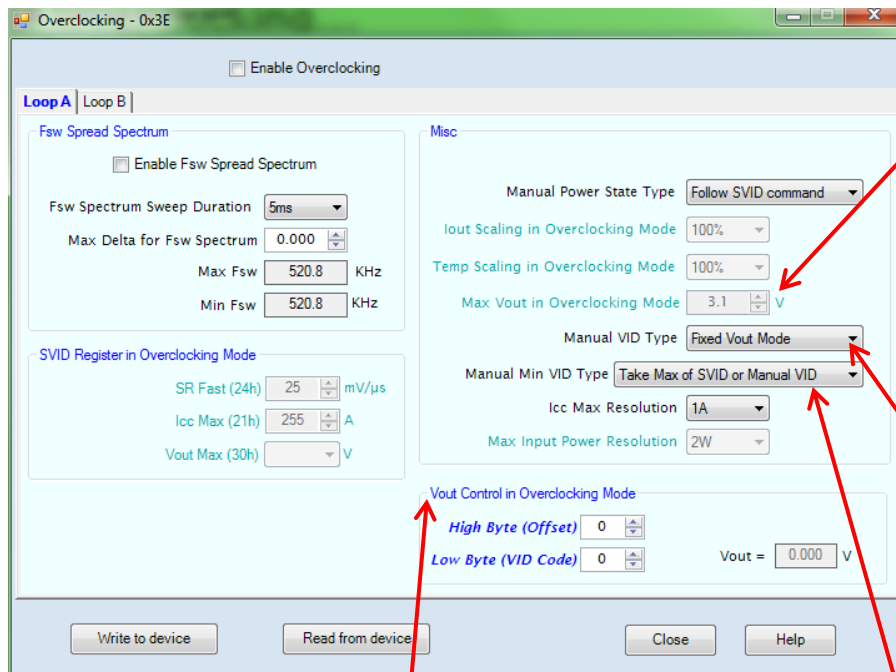 Overclocking - 0x3E
Enable Overclocking
Loop A Loop B
Fsw Spread Spectrum
Enable Fsw Spread Spectrum
Fsw Spectrum Sweep Duration 5ms
Max Delta for Fsw Spectrum 0.000
Max Fsw 520.8 KHz
Min Fsw 520.8 KHz
SVID Register in Overclocking Mode
SR Fast (24h) 25 mV/µs
Icc Max (21h) 255 A
Vout Max (30h) V
Misc
Manual Power State Type Follow SVID command
Iout Scaling in Overclocking Mode 100%
Temp Scaling in Overclocking Mode 100%
Max Vout in Overclocking Mode 3.1 V
Manual VID Type Fixed Vout Mode
Manual Min VID Type Take Max of SVID or Manual VID
Icc Max Resolution 1A
Max Input Power Resolution 2W
Vout Control in Overclocking Mode
High Byte (Offset) 0
Low Byte (VID Code) 0 Vout = 0.000 V
Write to device Read from device Close Help